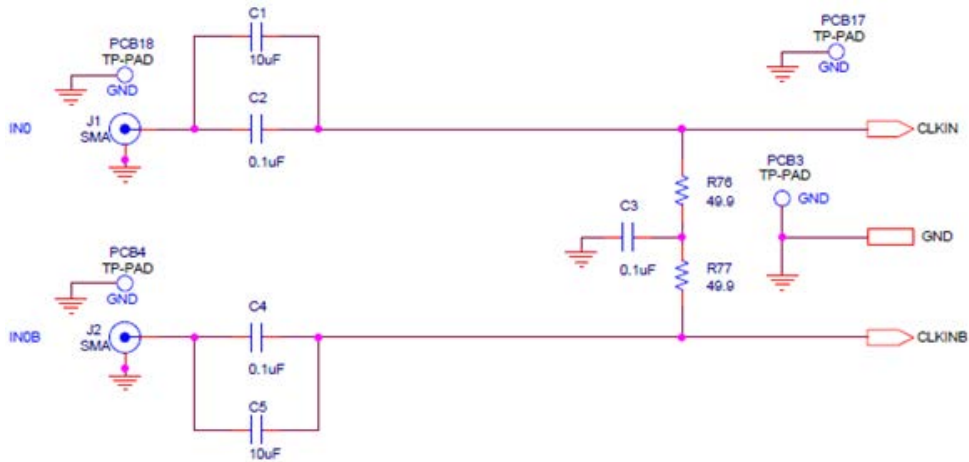 C1
10uF
PCB18
TP-PAD
GND
PCB17
TP-PAD
GND
IN0
J1
SMA
C2
0.1uF
CLKIN
R76
49.9
PCB3
TP-PAD
GND
C3
0.1uF
GND
R77
49.9
PCB4
TP-PAD
GND
IN0B
J2
SMA
C4
0.1uF
CLKINB
C5
10uF